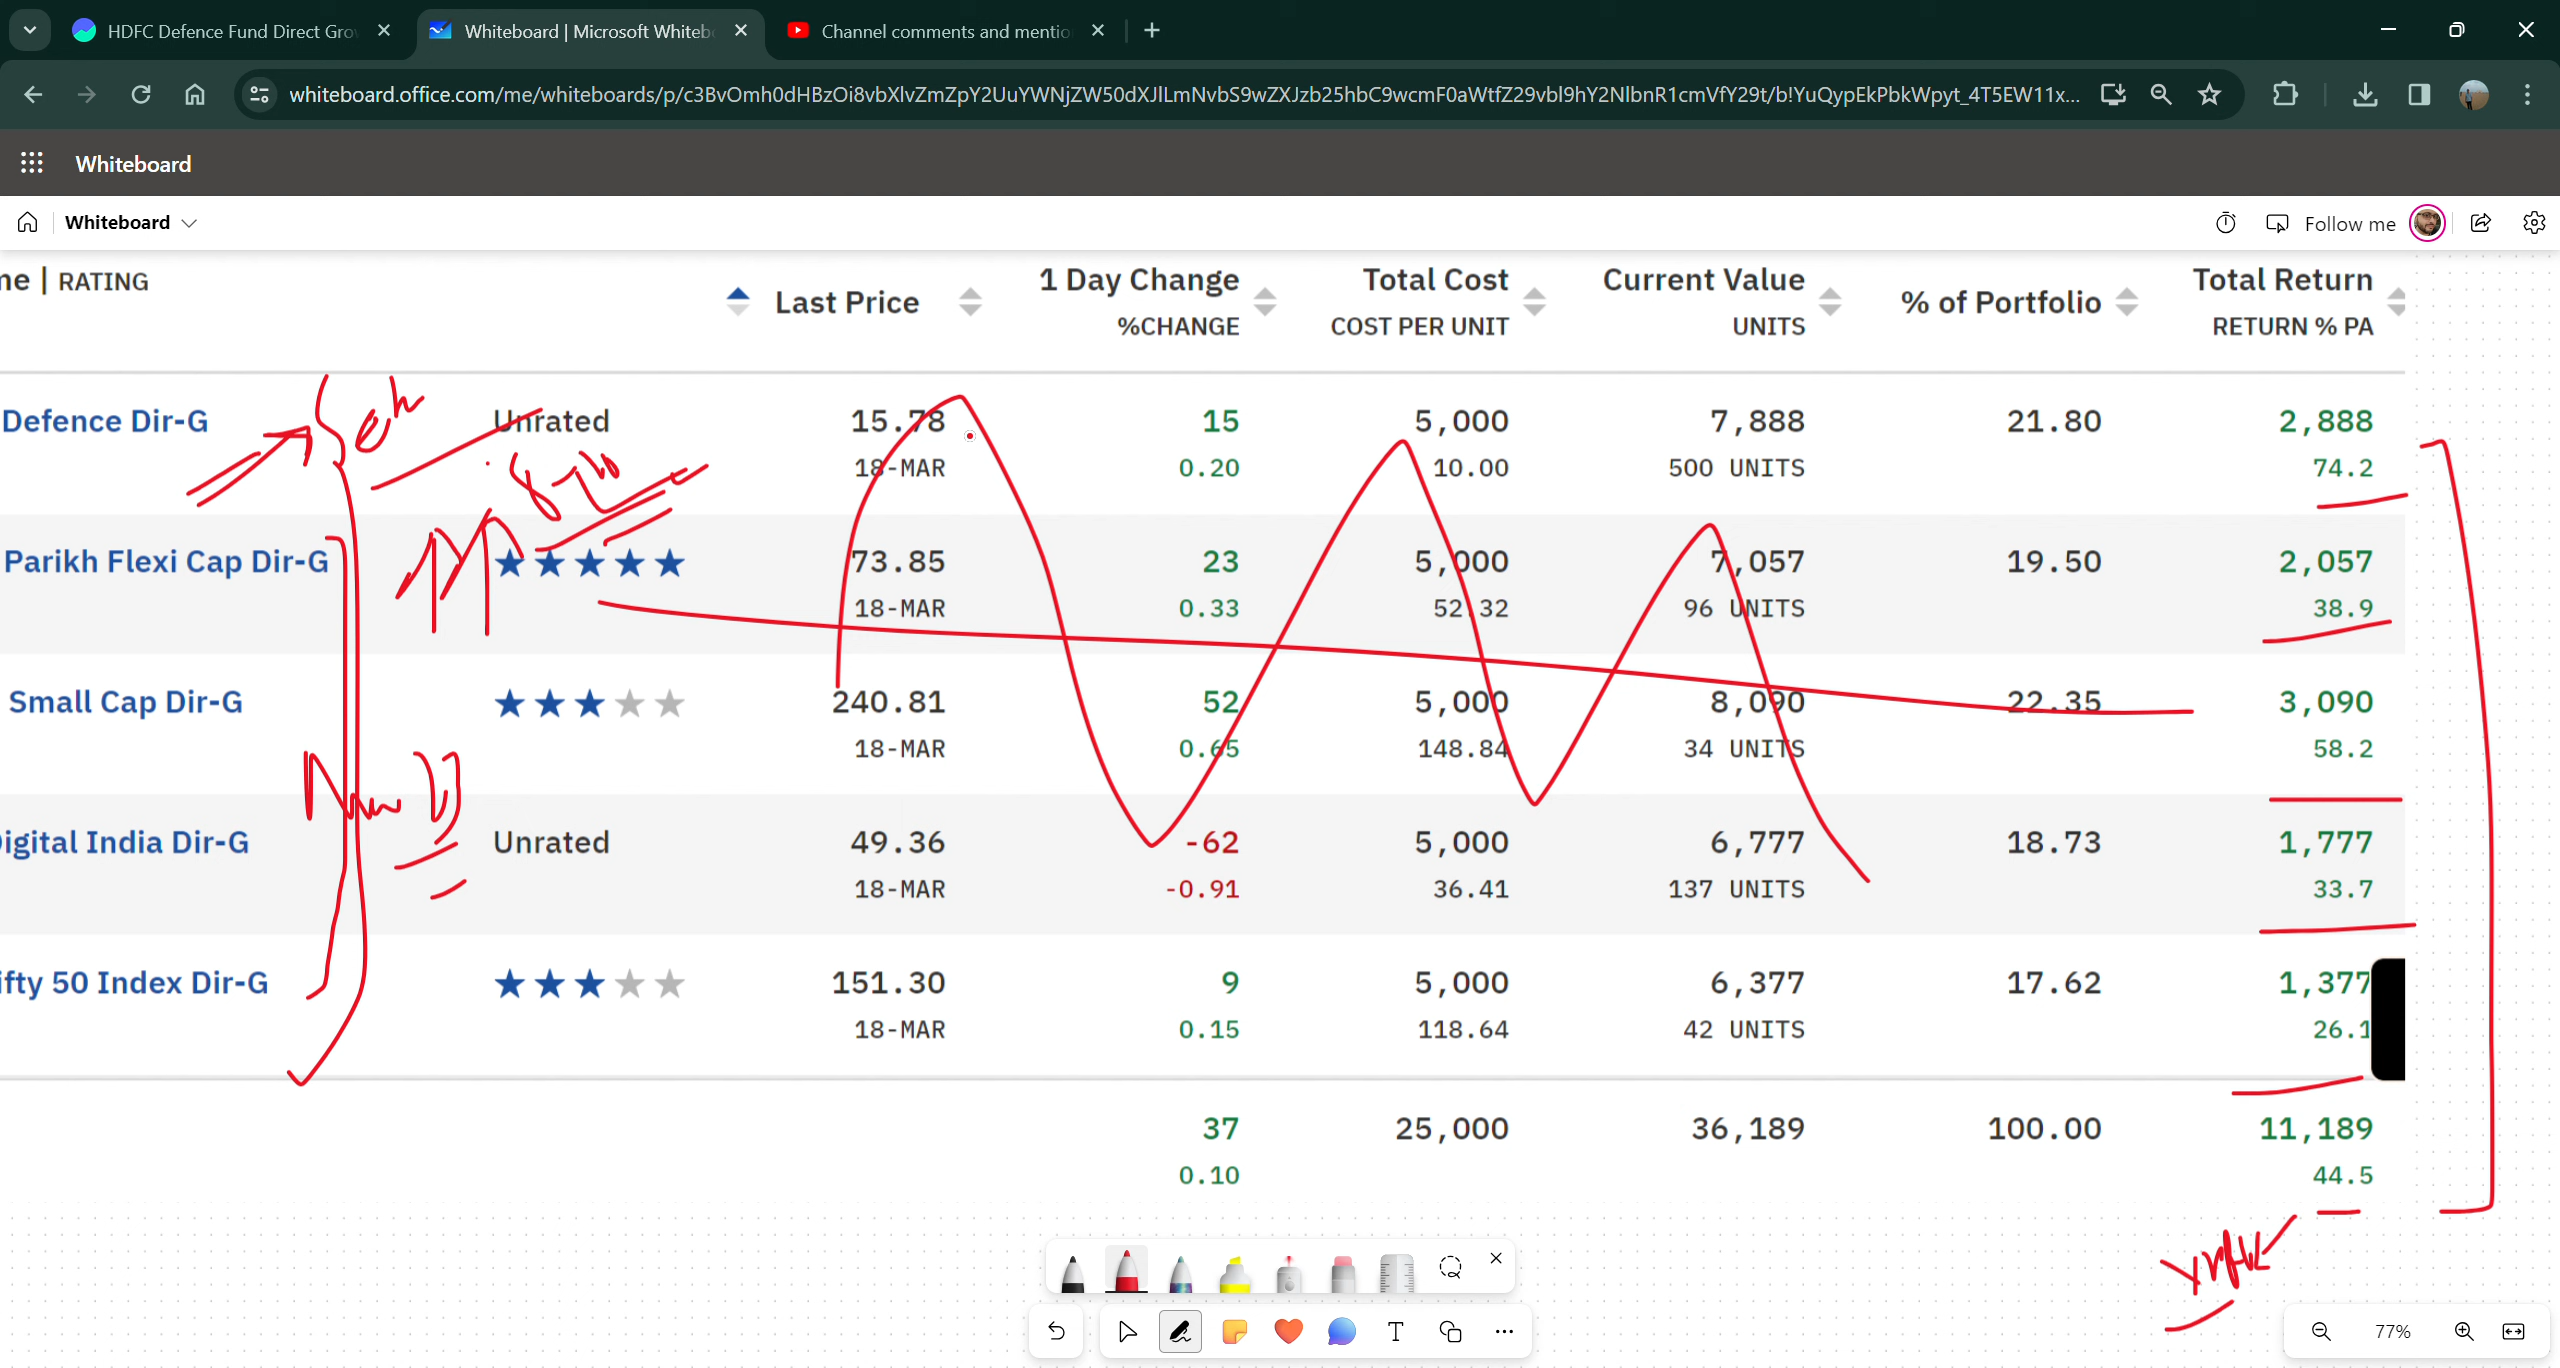 HDFC Defence Fund Direct Gro
Whiteboard | Microsoft Whiteb
Channel comments and mentio
whiteboard.office.com/me/whiteboards/p/c3BvOmh0dHBzOi8vbXlvZmZpY2UuYWNjZW50dXJlLmNvbS9wZXJzb25hbC9wcmF0aWtfZ29vbl9hY2NlbnR1cmVfY29t/b!YuQypEkPbkWpyt_4T5EW11x...
Whiteboard
Whiteboard
Follow me
me | RATING
Last Price
1 Day Change
%CHANGE
Total Cost
COST PER UNIT
Current Value
UNITS
% of Portfolio
Total Return
RETURN % PA
Defence Dir-G Unrated 15.78 15 5,000 7,888 21.80 2,888
18-MAR 0.20 10.00 500 UNITS 74.2
Parikh Flexi Cap Dir-G 73.85 23 5,000 7,057 19.50 2,057
18-MAR 0.33 52.32 96 UNITS 38.9
Small Cap Dir-G 240.81 52 5,000 8,090 22.35 3,090
18-MAR 0.65 148.84 34 UNITS 58.2
Digital India Dir-G Unrated 49.36 -62 5,000 6,777 18.73 1,777
18-MAR -0.91 36.41 137 UNITS 33.7
ifty 50 Index Dir-G 151.30 9 5,000 6,377 17.62 1,377
18-MAR 0.15 118.64 42 UNITS 26.1
37 25,000 36,189 100.00 11,189
0.10 44.5
77%